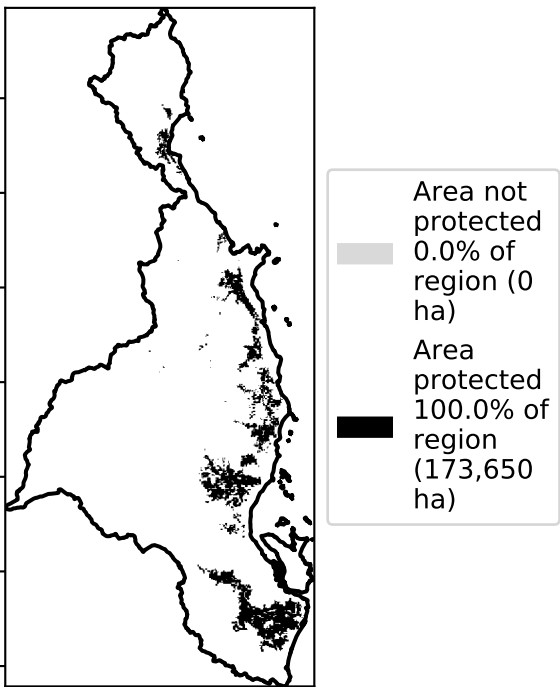 Area not
protected
0.0% of
region (0
ha)
Area
protected
100.0% of
region
(173,650
ha)